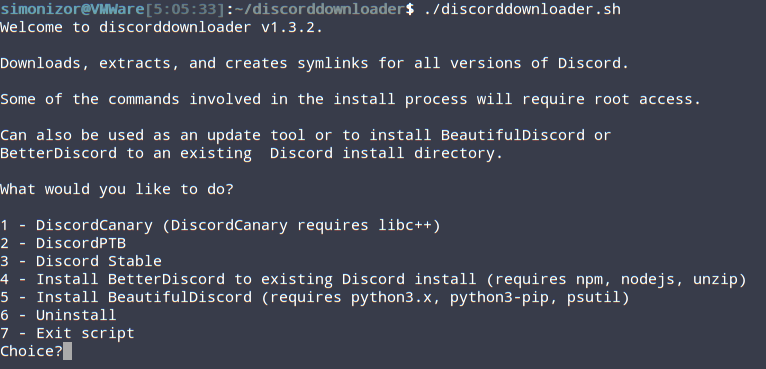 simonizor@VMWare[5:05:33]:~/discorddownloader$ ./discorddownloader.sh
Welcome to discorddownloader v1.3.2.
Downloads, extracts, and creates symlinks for all versions of Discord.
Some of the commands involved in the install process will require root access.
Can also be used as an update tool or to install BeautifulDiscord or
BetterDiscord to an existing  Discord install directory.
What would you like to do?
1 - DiscordCanary (DiscordCanary requires libc++)
2 - DiscordPTB
3 - Discord Stable
4 - Install BetterDiscord to existing Discord install (requires npm, nodejs, unzip)
5 - Install BeautifulDiscord (requires python3.x, python3-pip, psutil)
6 - Uninstall
7 - Exit script
Choice?